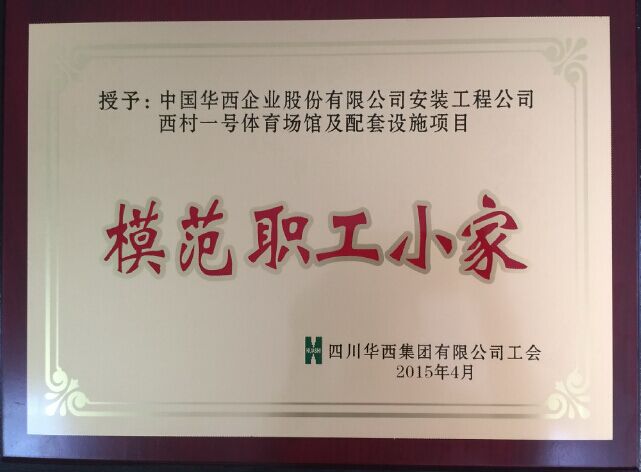 授予：中国华西企业股份有限公司安装工程公司
西村一号体育场馆及配套设施项目
模范职工小家
HUASHI
四川华西集团有限公司工会
2015年4月